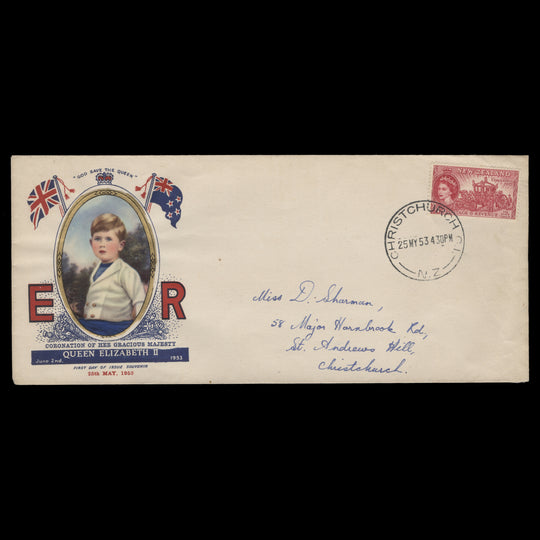 "GOD SAVE THE QUEEN"
E R
CORONATION OF HER GRACIOUS MAJESTY
QUEEN ELIZABETH II
June 2nd, 1953
FIRST DAY OF ISSUE SOUVENIR
25th MAY, 1953
NEW ZEALAND
CHRISTCHURCH
25 MY 53 4 30PM
N.Z.
Miss D. Sharman,
58 Major Hornbrook Rd,
St. Andrews Hill,
Christchurch.